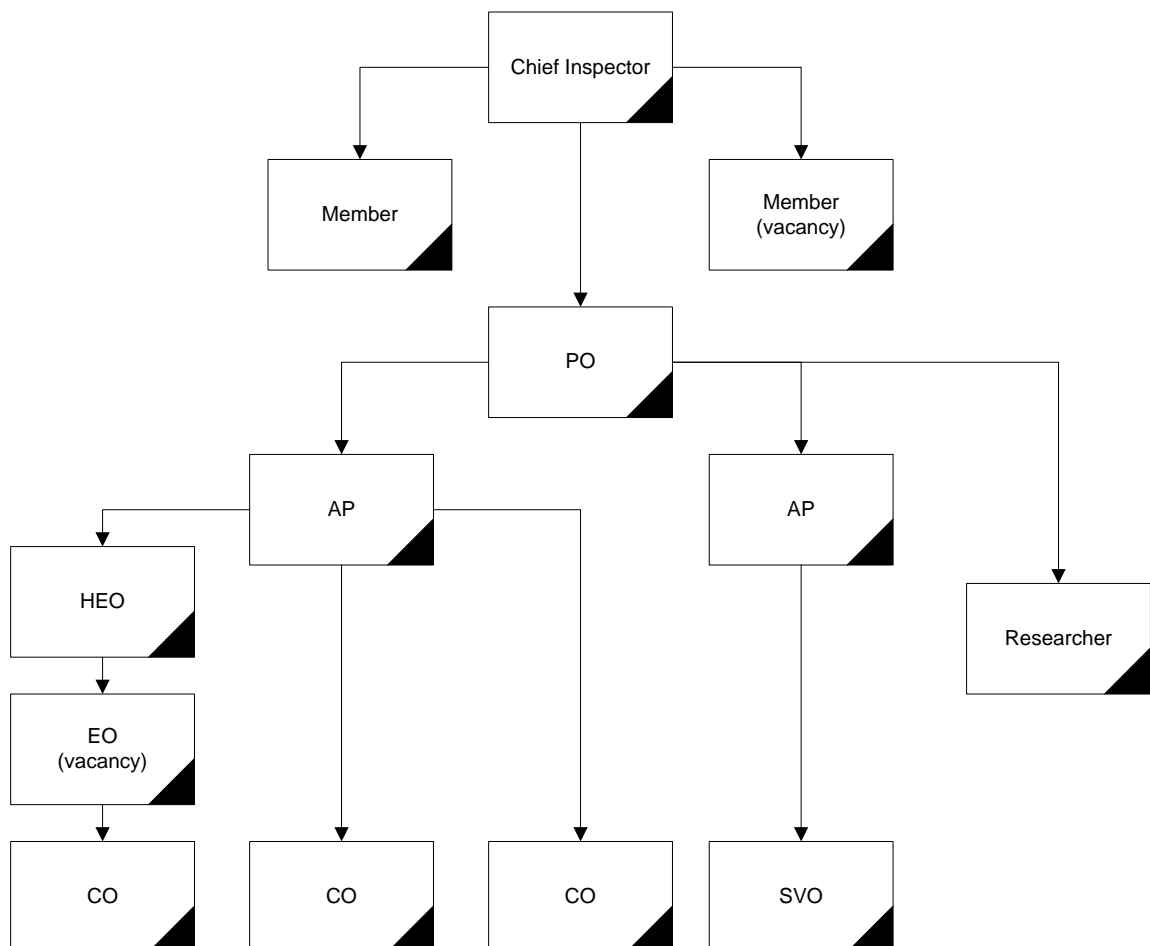 Chief Inspector
Member
Member
(vacancy)
PO
AP
AP
HEO
Researcher
EO
(vacancy)
CO
CO
CO
SVO